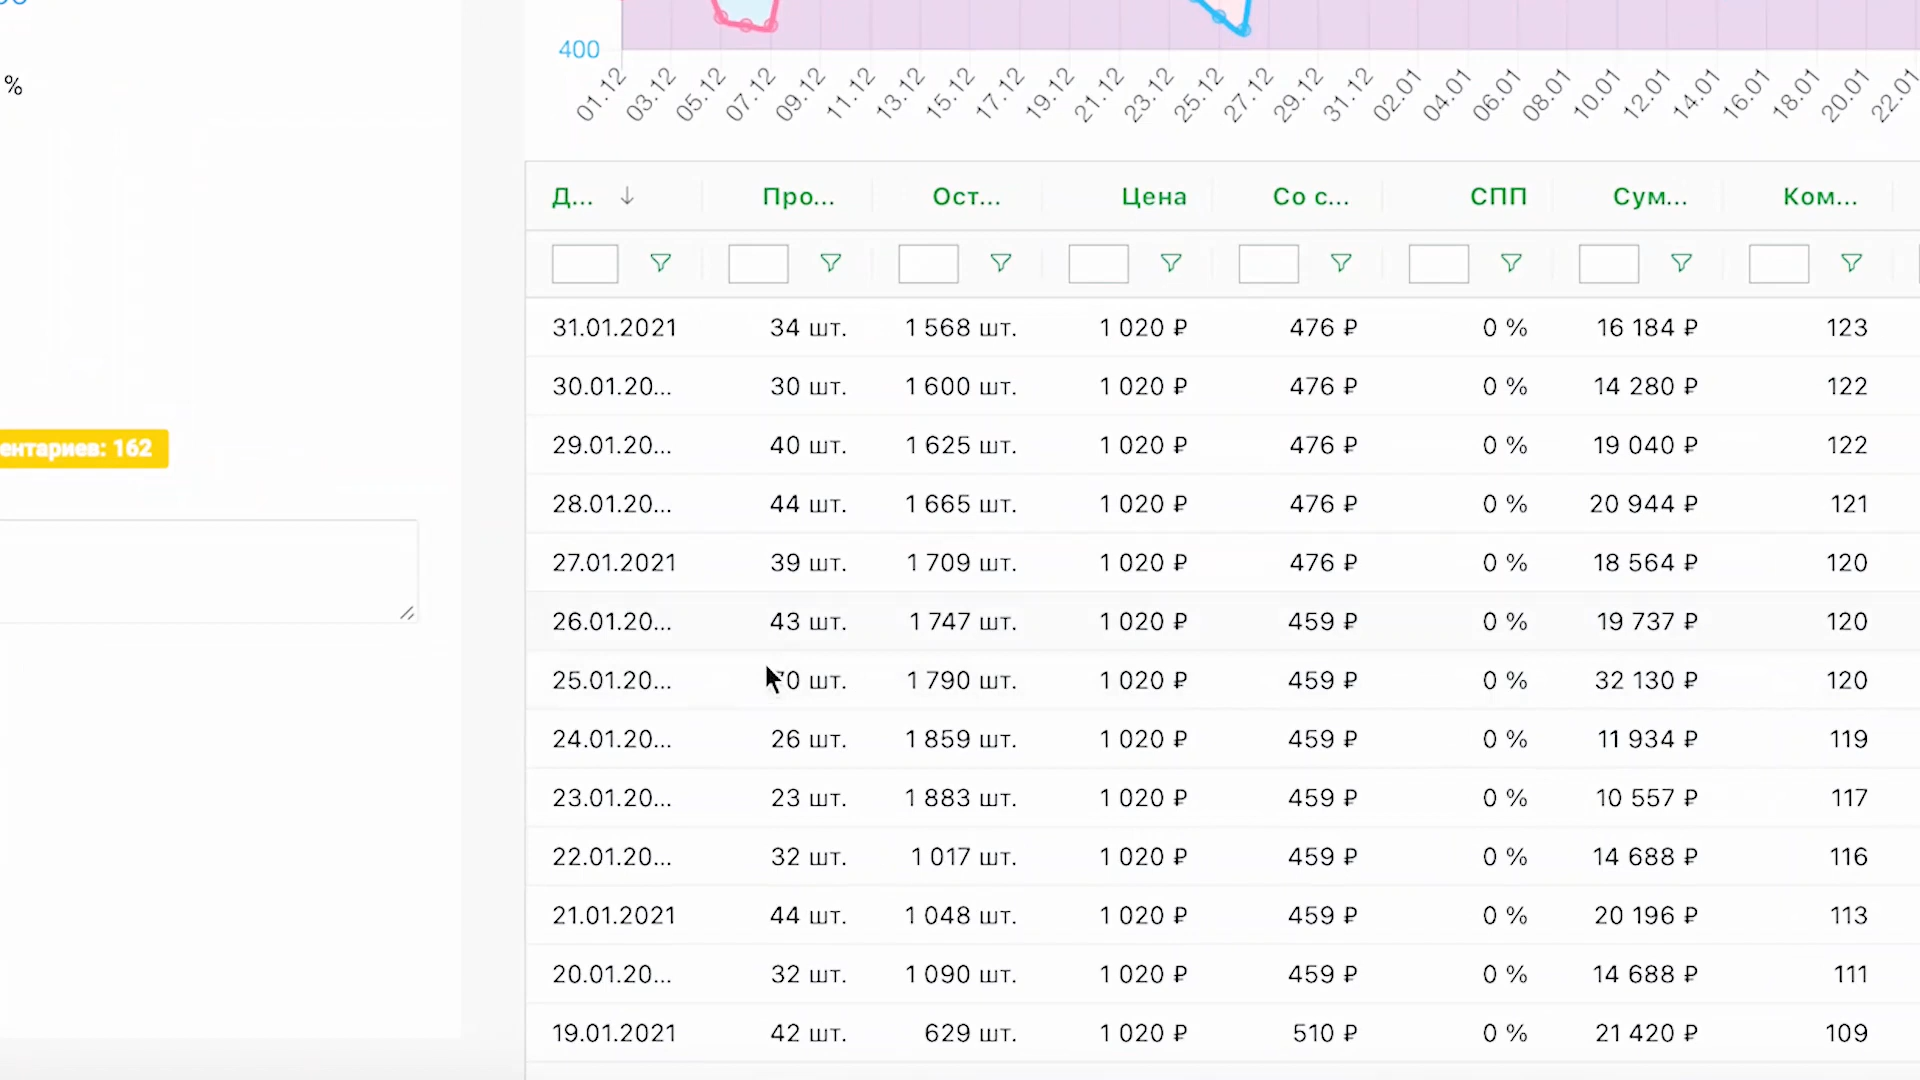 400
%
01.12 03.12 05.12 07.12 09.12 11.12 13.12 15.12 17.12 19.12 21.12 23.12 25.12 27.12 29.12 31.12 02.01 04.01 06.01 08.01 10.01 12.01 14.01 16.01 18.01 20.01 22.01
Д... Про... Ост... Цена Со с... СПП Сум... Ком...
31.01.2021 34 шт. 1 568 шт. 1 020 ₽ 476 ₽ 0 % 16 184 ₽ 123
30.01.20... 30 шт. 1 600 шт. 1 020 ₽ 476 ₽ 0 % 14 280 ₽ 122
29.01.20... 40 шт. 1 625 шт. 1 020 ₽ 476 ₽ 0 % 19 040 ₽ 122
ентариев: 162
28.01.20... 44 шт. 1 665 шт. 1 020 ₽ 476 ₽ 0 % 20 944 ₽ 121
27.01.2021 39 шт. 1 709 шт. 1 020 ₽ 476 ₽ 0 % 18 564 ₽ 120
26.01.20... 43 шт. 1 747 шт. 1 020 ₽ 459 ₽ 0 % 19 737 ₽ 120
25.01.20... 70 шт. 1 790 шт. 1 020 ₽ 459 ₽ 0 % 32 130 ₽ 120
24.01.20... 26 шт. 1 859 шт. 1 020 ₽ 459 ₽ 0 % 11 934 ₽ 119
23.01.20... 23 шт. 1 883 шт. 1 020 ₽ 459 ₽ 0 % 10 557 ₽ 117
22.01.20... 32 шт. 1 017 шт. 1 020 ₽ 459 ₽ 0 % 14 688 ₽ 116
21.01.2021 44 шт. 1 048 шт. 1 020 ₽ 459 ₽ 0 % 20 196 ₽ 113
20.01.20... 32 шт. 1 090 шт. 1 020 ₽ 459 ₽ 0 % 14 688 ₽ 111
19.01.2021 42 шт. 629 шт. 1 020 ₽ 510 ₽ 0 % 21 420 ₽ 109